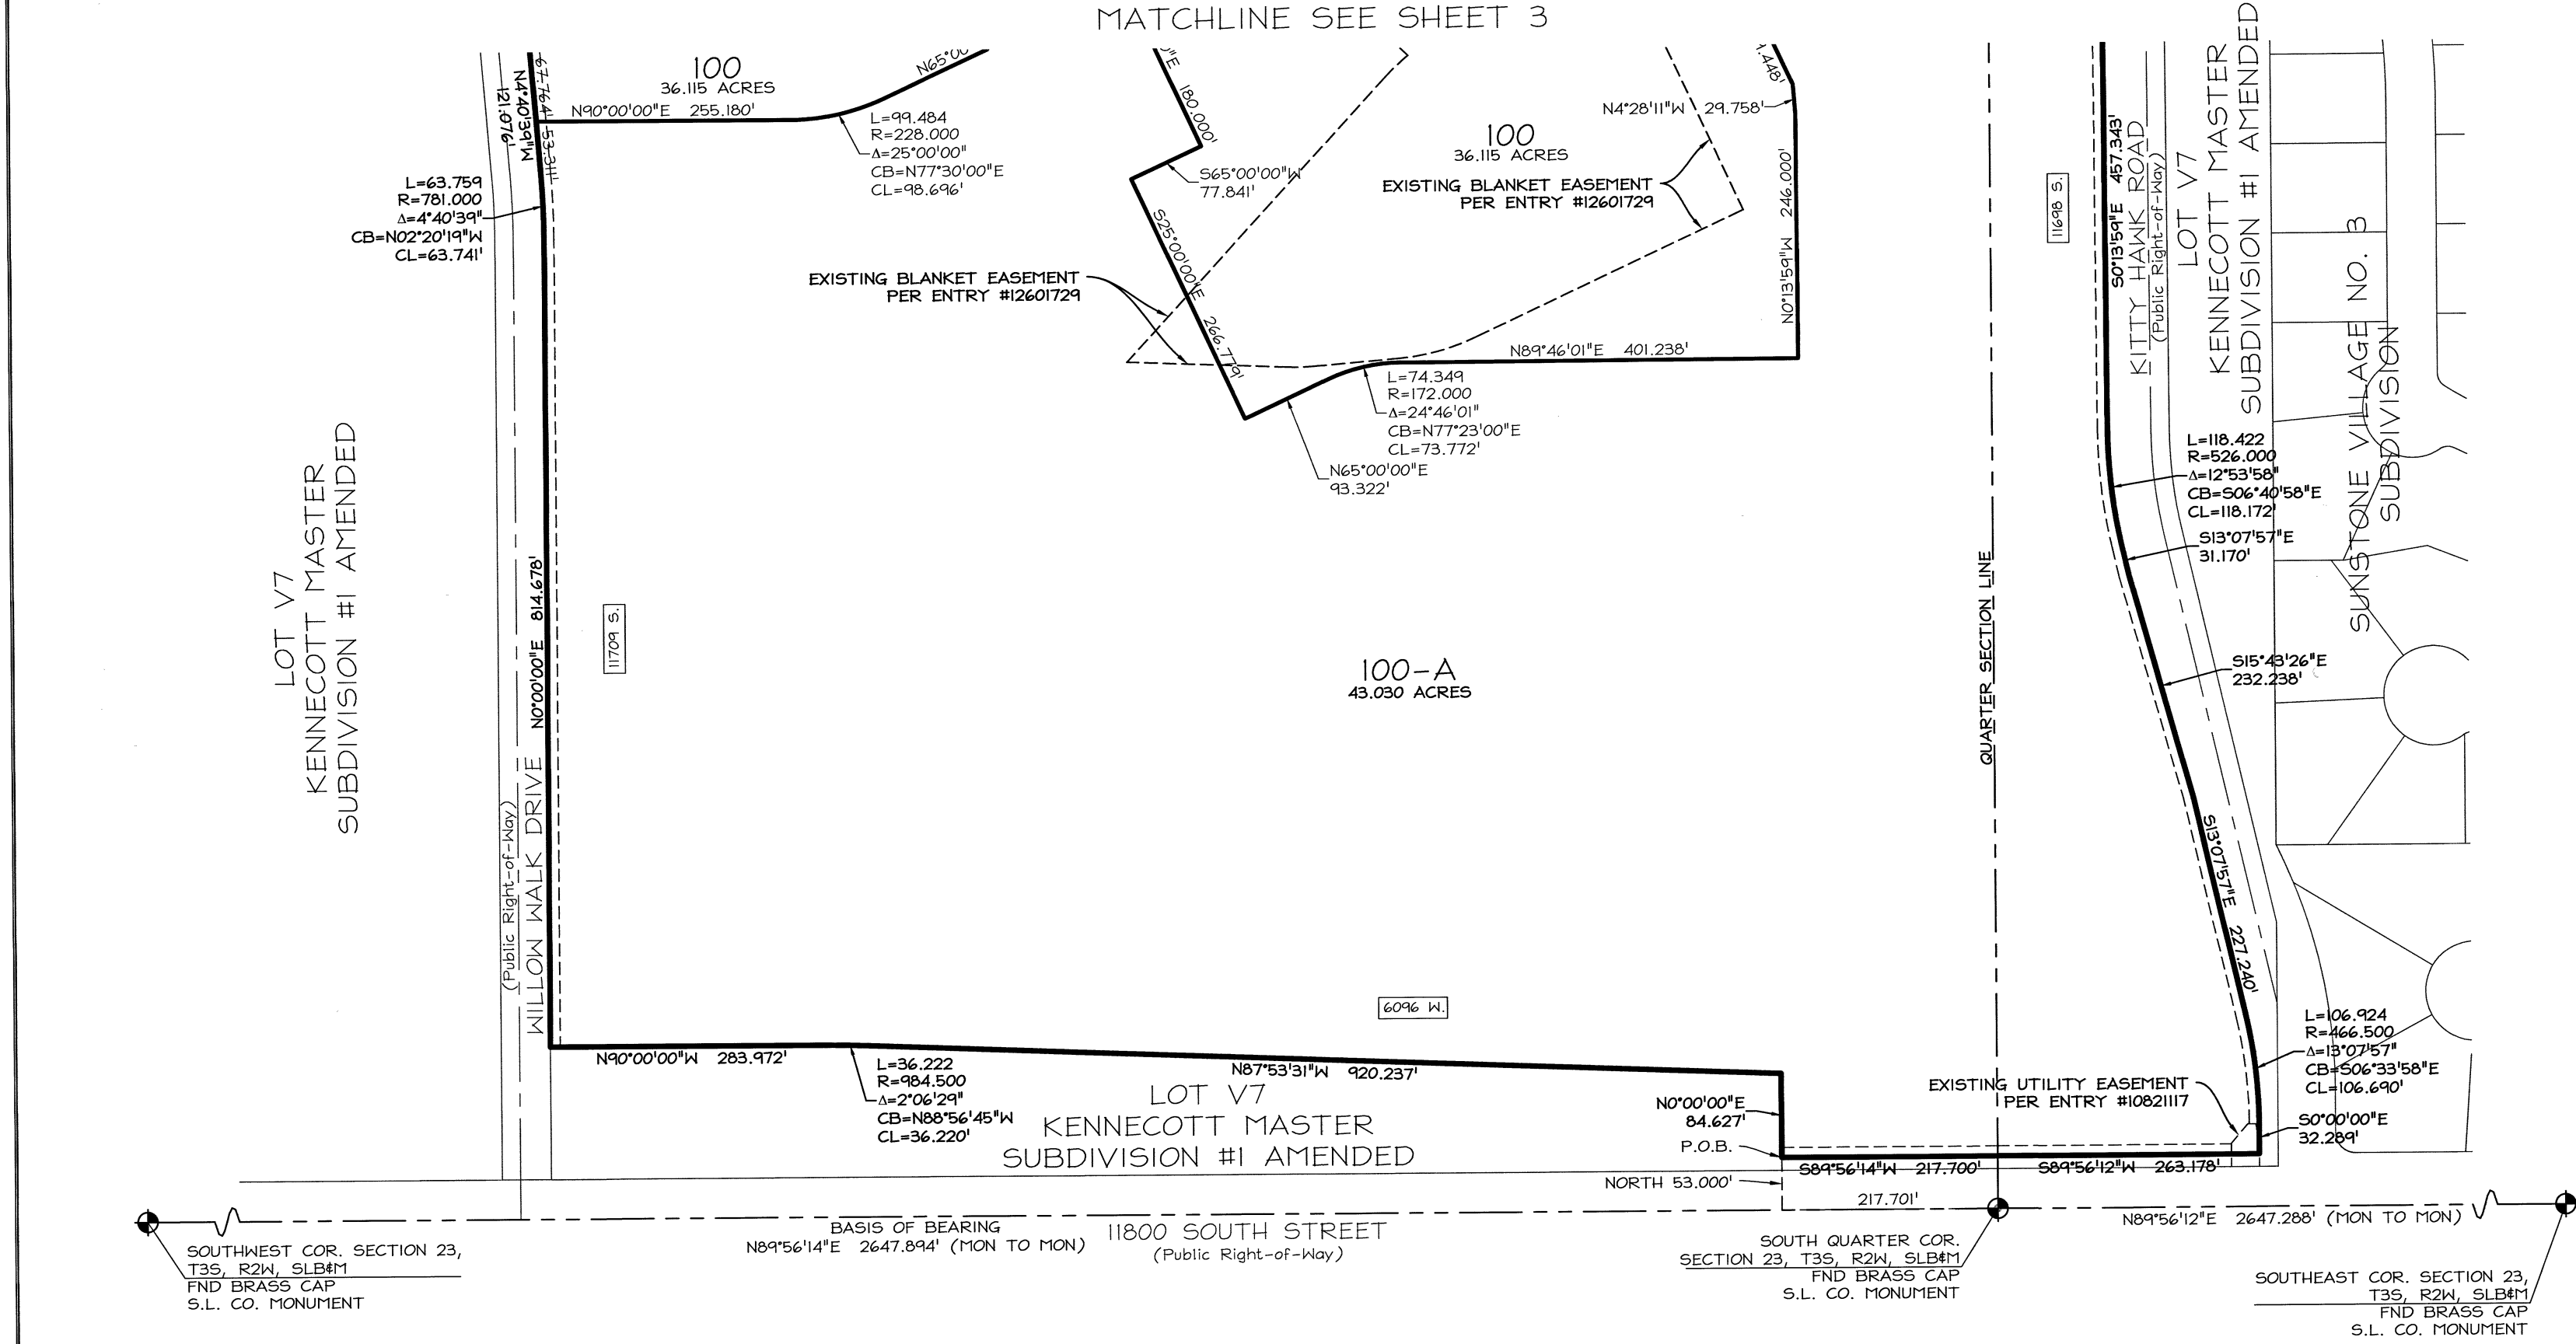 MATCHLINE SEE SHEET 3
100
36.115 ACRES
N90°00'00"E 255.180'
N65°00
N4°40'39"W
121.076'
67.764'
53.311'
L=99.484
R=228.000
Δ=25°00'00"
CB=N77°30'00"E
CL=98.696'
L=63.759
R=781.000
Δ=4°40'39"
CB=N02°20'19"W
CL=63.741'
"E 180.000'
S65°00'00"W
77.841'
S25°00'00"E 266.779'
EXISTING BLANKET EASEMENT
PER ENTRY #12601729
.448'
N4°28'11"W 29.758'
100
36.115 ACRES
EXISTING BLANKET EASEMENT
PER ENTRY #12601729
N0°13'59"W 246.000'
N89°46'01"E 401.238'
L=74.349
R=172.000
Δ=24°46'01"
CB=N77°23'00"E
CL=73.772'
N65°00'00"E
93.322'
11698 S.
S0°13'59"E 457.343'
KITTY HAWK ROAD
(Public Right-of-Way)
LOT V7
KENNECOTT MASTER
SUBDIVISION #1 AMENDED
SUNSTONE VILLAGE NO. 3
SUBDIVISION
L=118.422
R=526.000
Δ=12°53'58"
CB=S06°40'58"E
CL=118.172'
S13°07'57"E
31.170'
S15°43'26"E
232.238'
S13°07'57"E 227.240'
LOT V7
KENNECOTT MASTER
SUBDIVISION #1 AMENDED
(Public Right-of-Way)
WILLOW WALK DRIVE
N0°00'00"E 814.678'
11709 S.
100-A
43.030 ACRES
QUARTER SECTION LINE
6096 W.
N90°00'00"W 283.972'
L=36.222
R=984.500
Δ=2°06'29"
CB=N88°56'45"W
CL=36.220'
N87°53'31"W 920.237'
LOT V7
KENNECOTT MASTER
SUBDIVISION #1 AMENDED
N0°00'00"E
84.627'
P.O.B.
EXISTING UTILITY EASEMENT
PER ENTRY #10821117
L=106.924
R=466.500
Δ=13°07'57"
CB=S06°33'58"E
CL=106.690'
S0°00'00"E
32.289'
S89°56'14"W 217.700'
S89°56'12"W 263.178'
NORTH 53.000'
217.701'
BASIS OF BEARING
N89°56'14"E 2647.894' (MON TO MON)
11800 SOUTH STREET
(Public Right-of-Way)
N89°56'12"E 2647.288' (MON TO MON)
SOUTHWEST COR. SECTION 23,
T3S, R2W, SLB&M
FND BRASS CAP
S.L. CO. MONUMENT
SOUTH QUARTER COR.
SECTION 23, T3S, R2W, SLB&M
FND BRASS CAP
S.L. CO. MONUMENT
SOUTHEAST COR. SECTION 23,
T3S, R2W, SLB&M
FND BRASS CAP
S.L. CO. MONUMENT